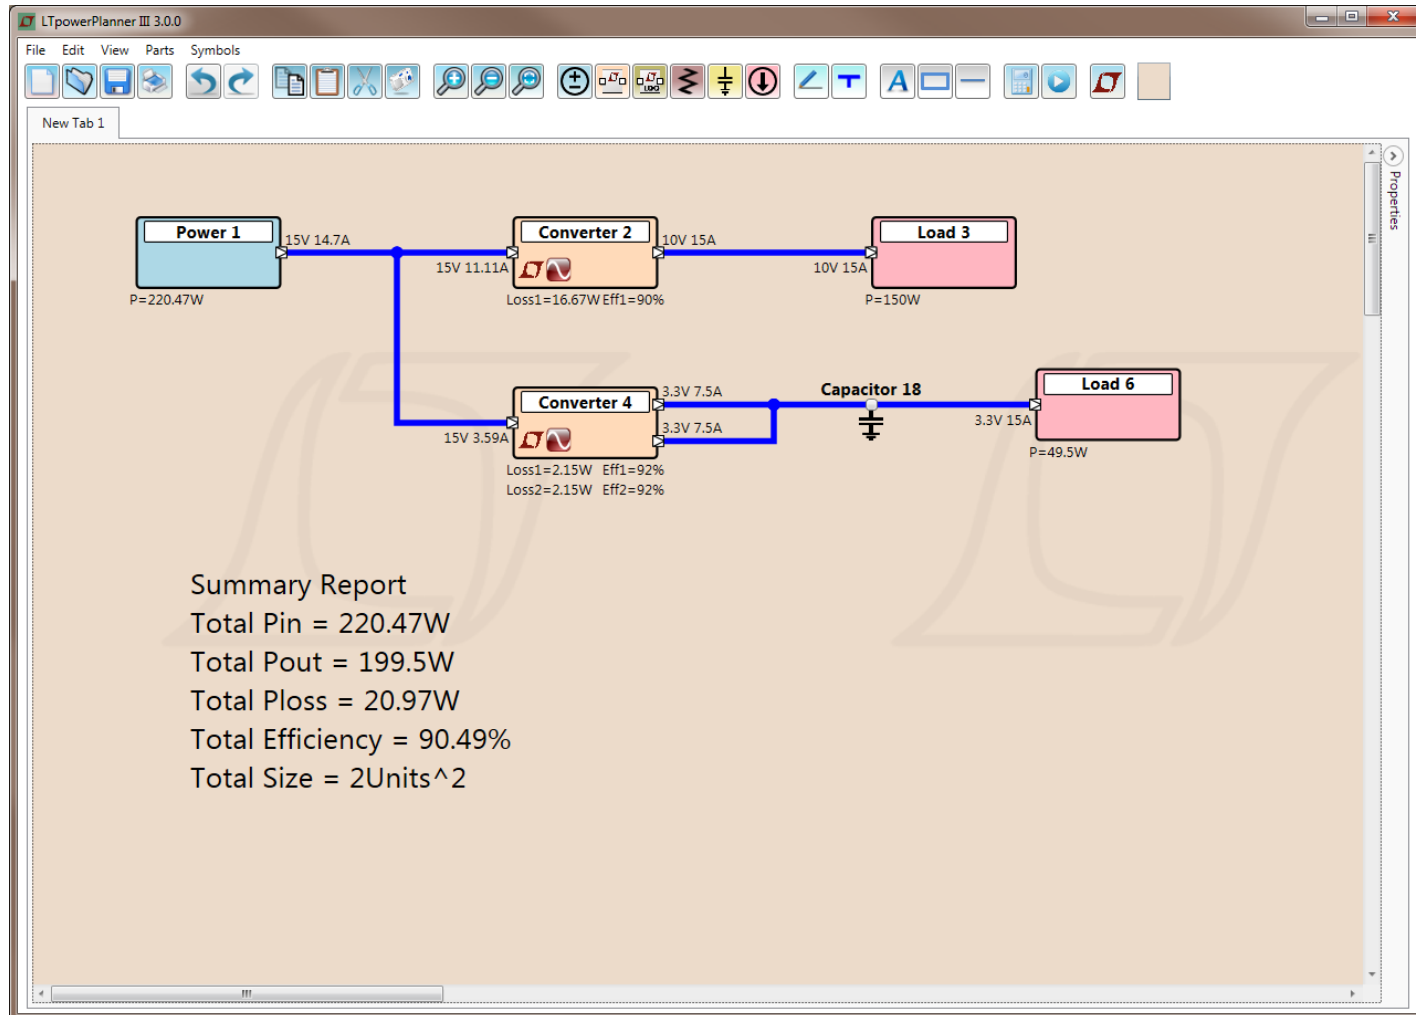 LTpowerPlanner III 3.0.0
File Edit View Parts Symbols
LOG
A
New Tab 1
Properties
Power 1
15V 14.7A
P=220.47W
15V 11.11A
Converter 2
10V 15A
Loss1=16.67W Eff1=90%
10V 15A
Load 3
P=150W
15V 3.59A
Converter 4
3.3V 7.5A
3.3V 7.5A
Loss1=2.15W Eff1=92%
Loss2=2.15W Eff2=92%
Capacitor 18
3.3V 15A
Load 6
P=49.5W
Summary Report
Total Pin = 220.47W
Total Pout = 199.5W
Total Ploss = 20.97W
Total Efficiency = 90.49%
Total Size = 2Units^2